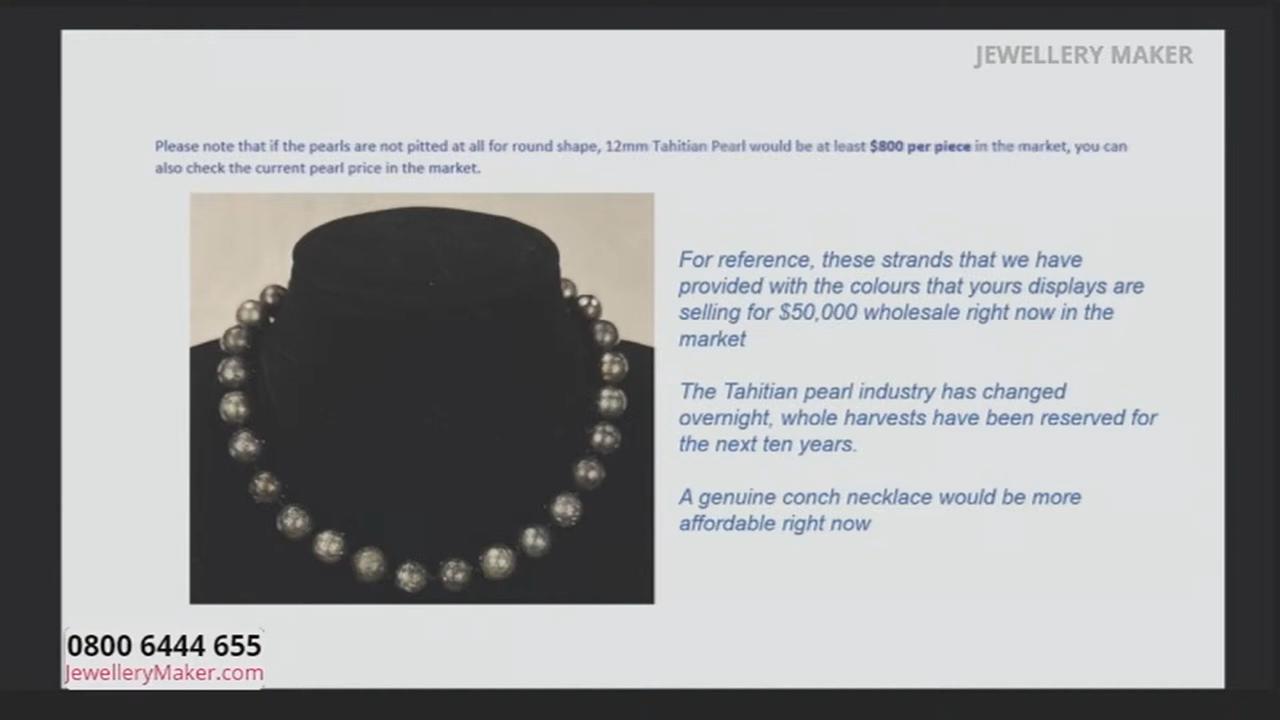 JEWELLERY MAKER
Please note that if the pearls are not pitted at all for round shape, 12mm Tahitian Pearl would be at least $800 per piece in the market, you can
also check the current pearl price in the market.
For reference, these strands that we have
provided with the colours that yours displays are
selling for $50,000 wholesale right now in the
market
The Tahitian pearl industry has changed
overnight, whole harvests have been reserved for
the next ten years.
A genuine conch necklace would be more
affordable right now
0800 6444 655
JewelleryMaker.com